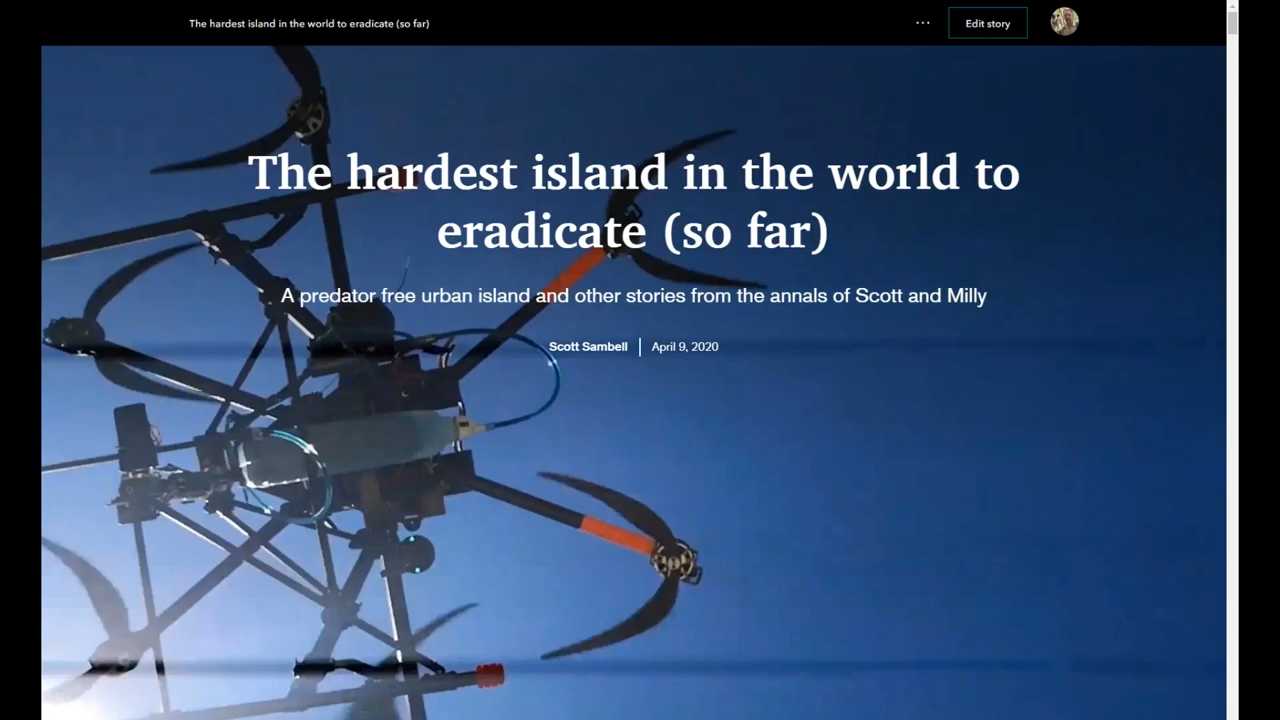 The hardest island in the world to eradicate (so far)
Edit story
The hardest island in the world to
eradicate (so far)
A predator free urban island and other stories from the annals of Scott and Milly
Scott Sambell
April 9, 2020